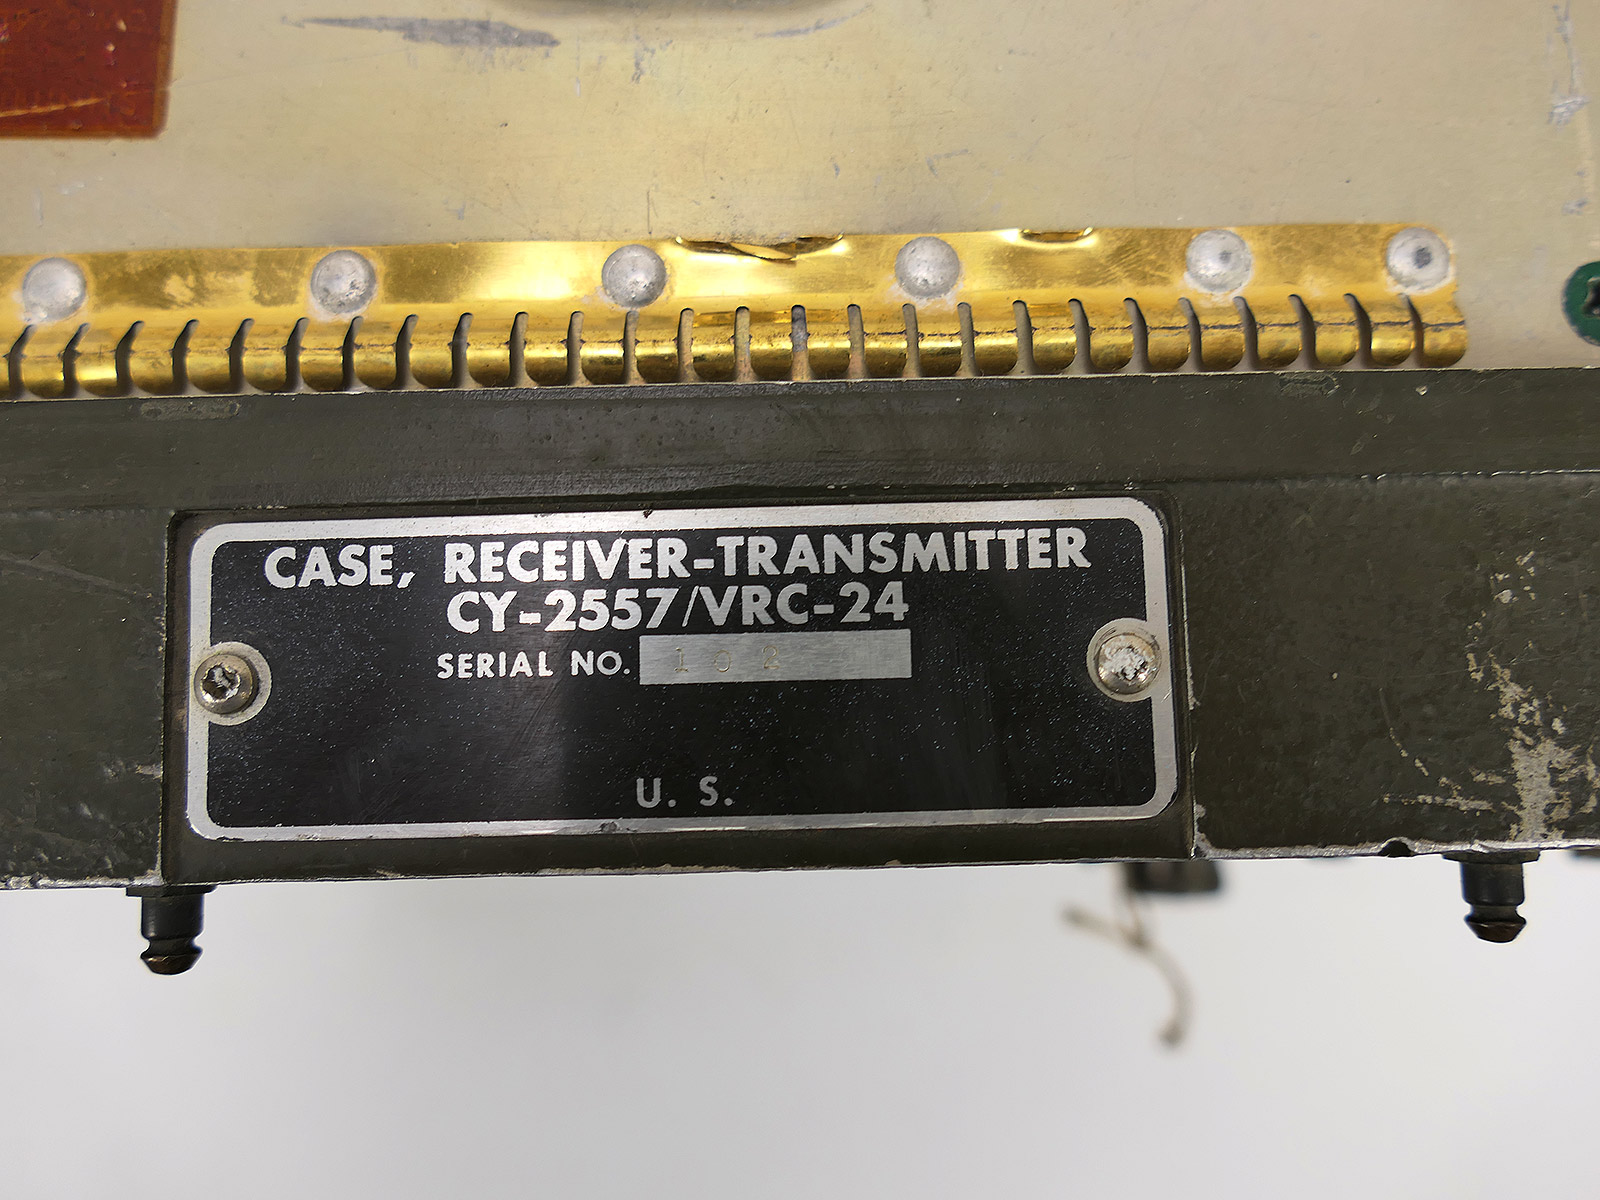 CASE, RECEIVER-TRANSMITTER
CY-2557/VRC-24
SERIAL NO. 102
U. S.